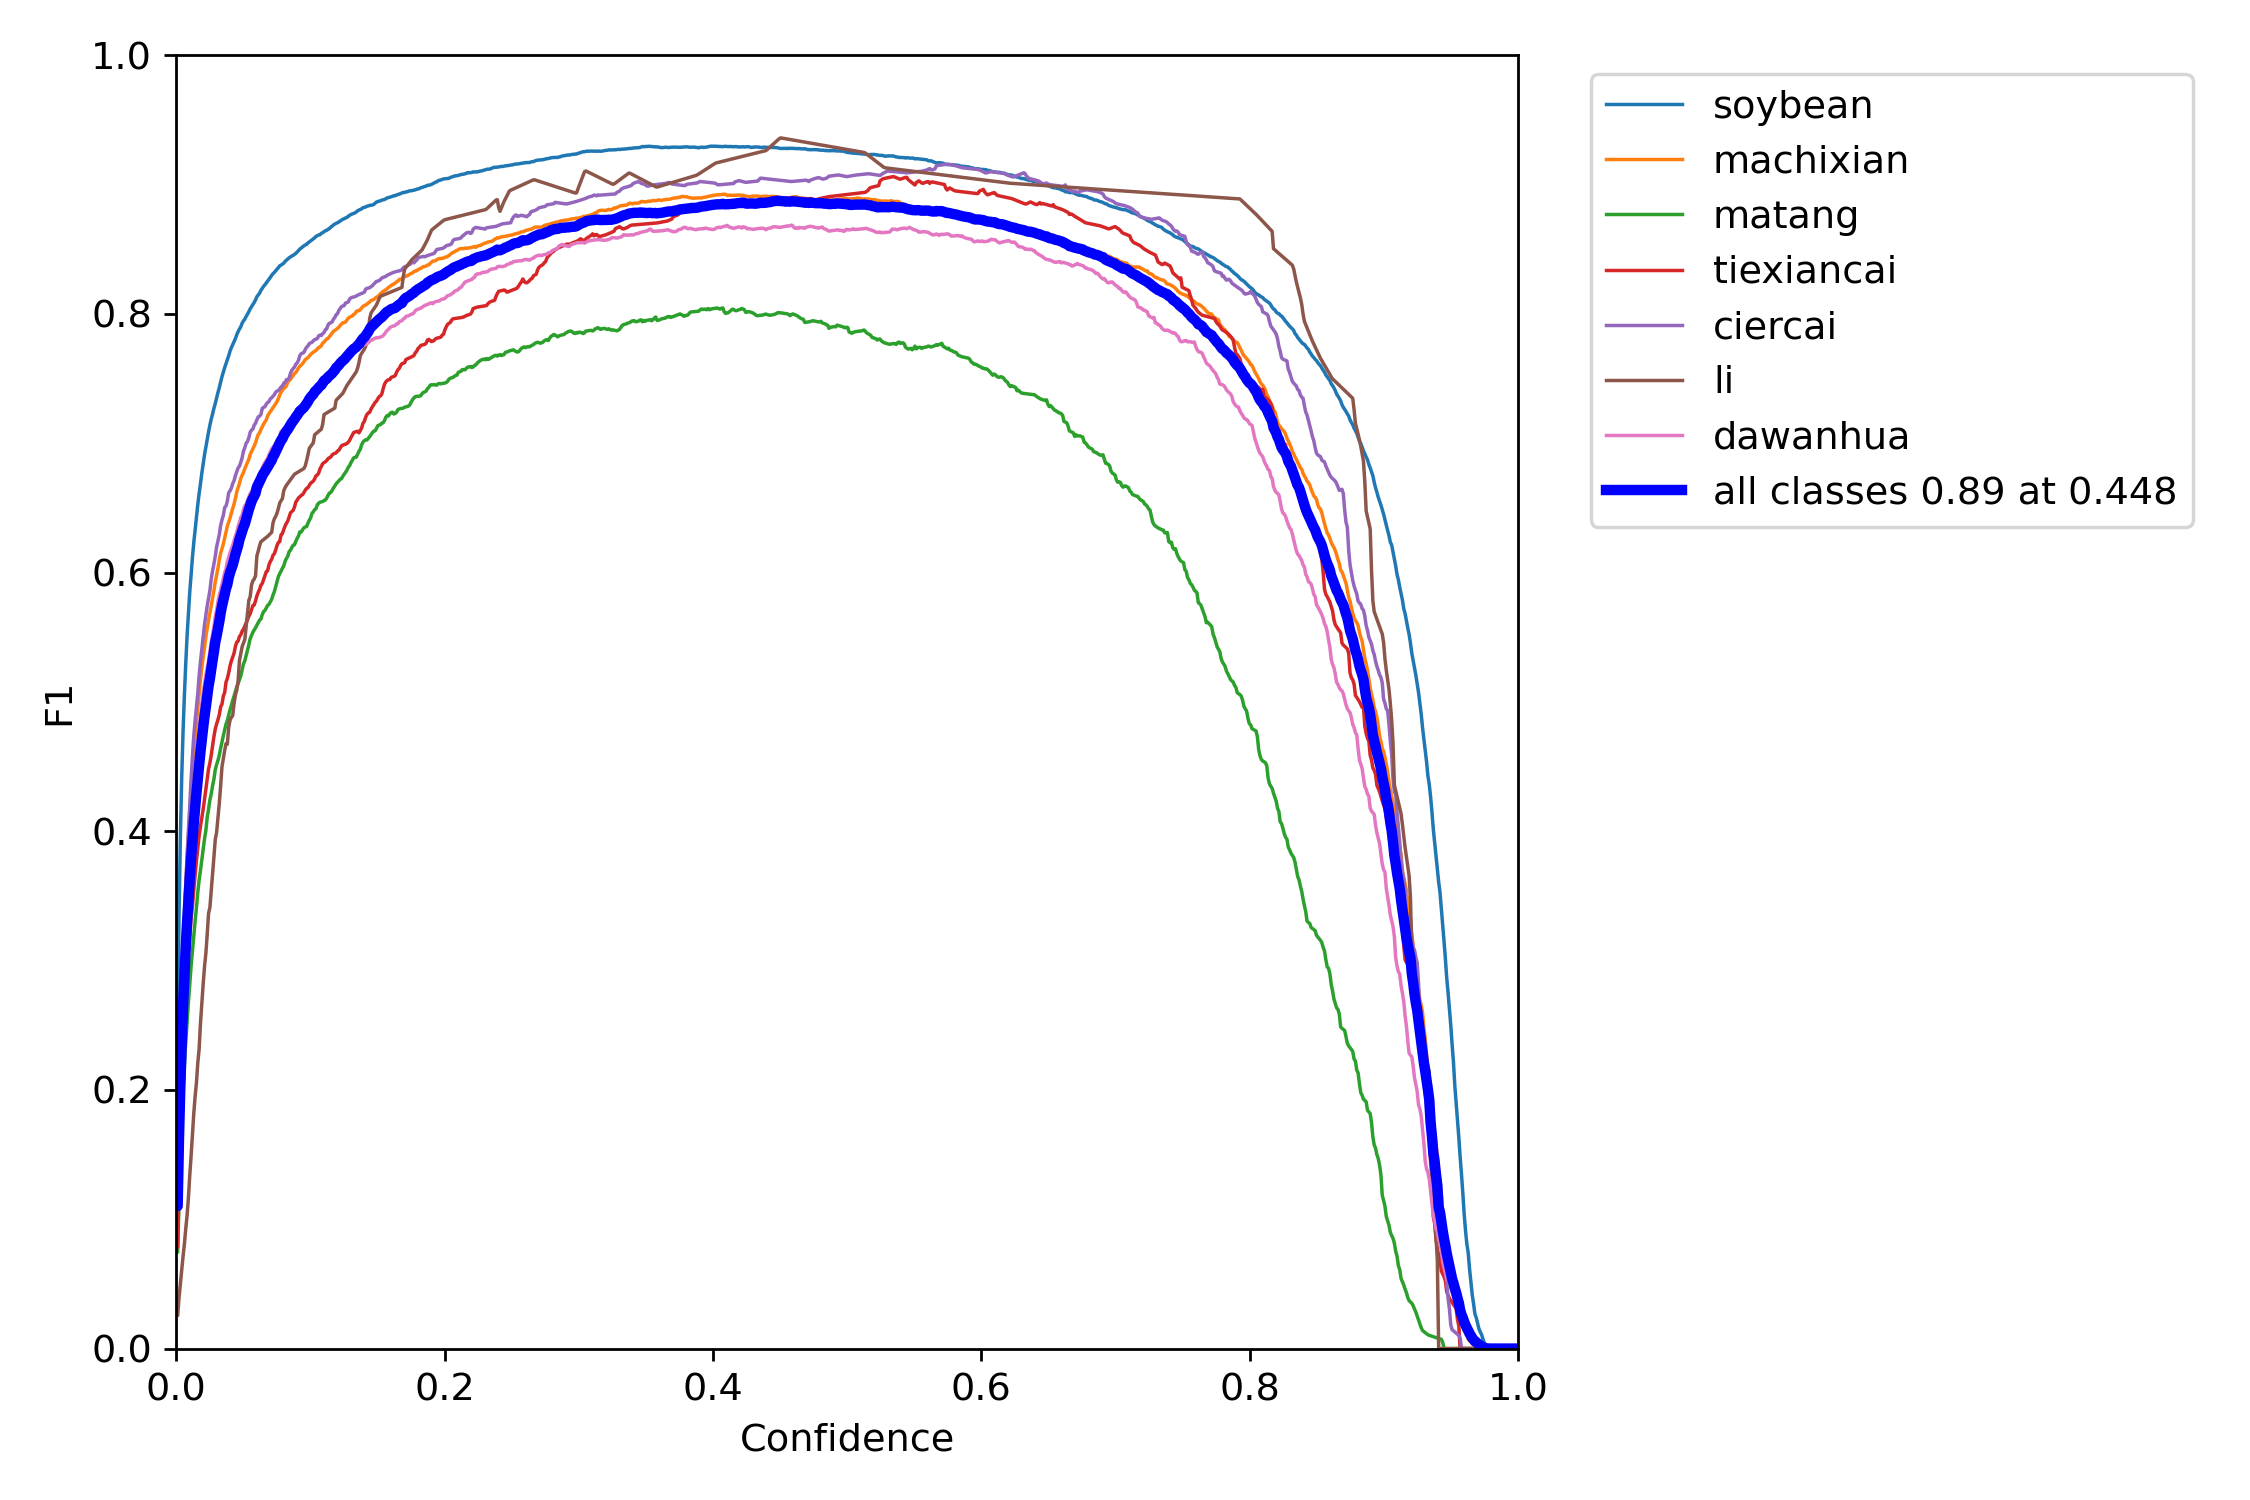 1.0
0.8
0.6
0.4
0.2
0.0
F1
0.0 0.2 0.4 0.6 0.8 1.0
Confidence
soybean
machixian
matang
tiexiancai
ciercai
li
dawanhua
all classes 0.89 at 0.448